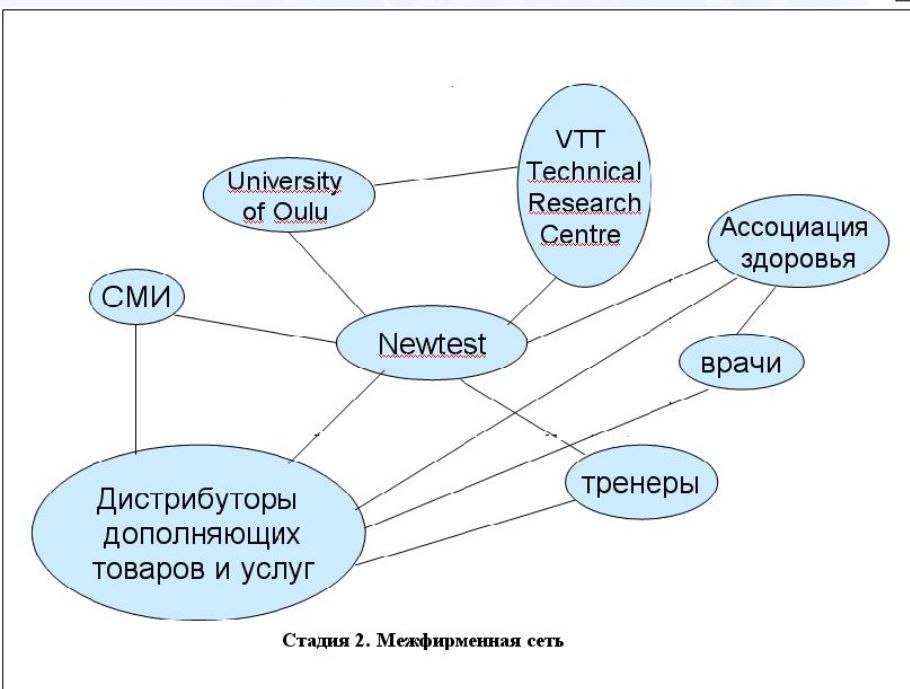 University
of Oulu
VTT
Technical
Research
Centre
Ассоциация
здоровья
СМИ
Newtest
врачи
тренеры
Дистрибуторы
дополняющих
товаров и услуг
Стадия 2. Межфирменная сеть